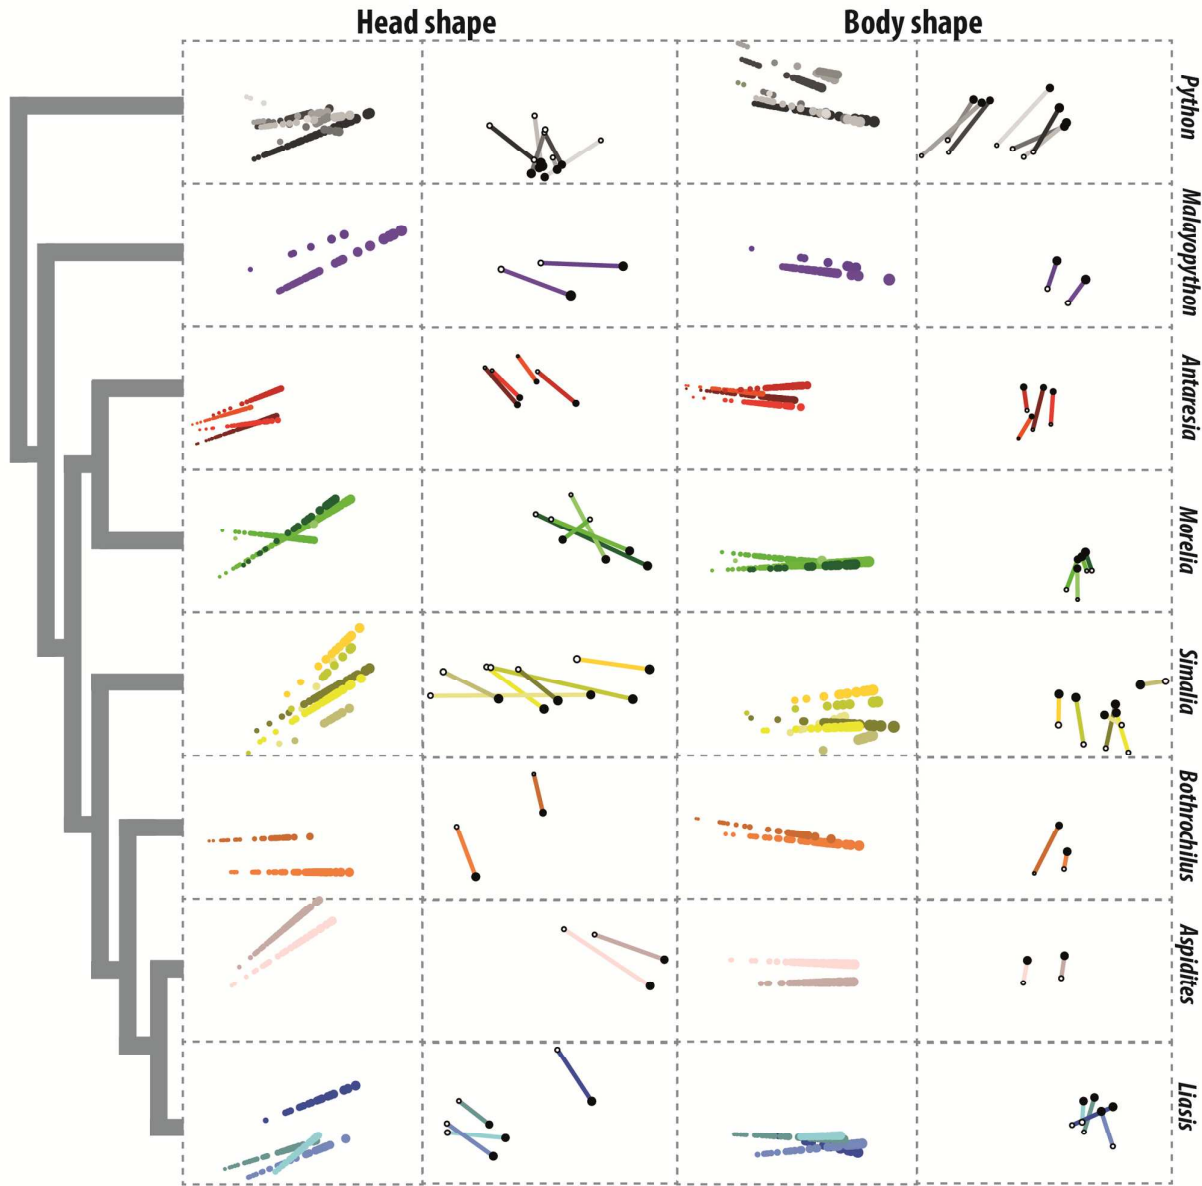 Head shape
Body shape
Python
Malayopython
Antaresia
Morelia
Simalia
Bothrochilus
Aspidites
Liasis